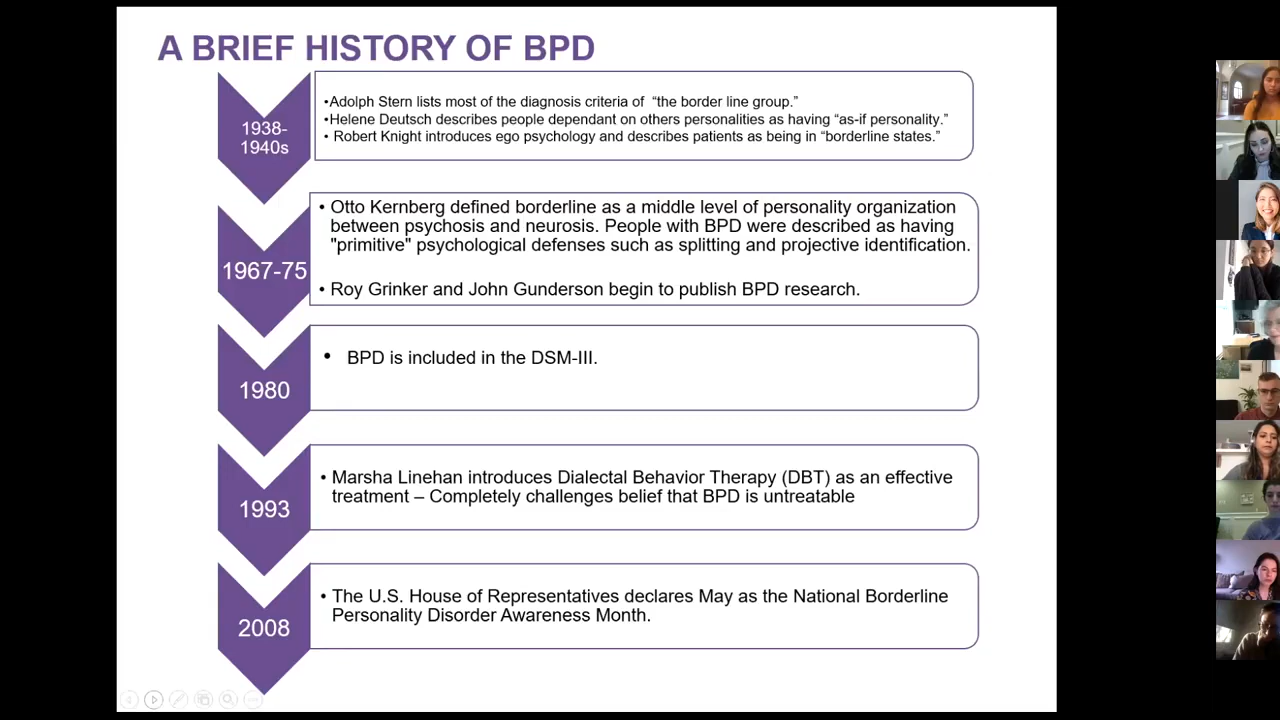 A BRIEF HISTORY OF BPD
1938-
1940s
•Adolph Stern lists most of the diagnosis criteria of “the border line group.”
•Helene Deutsch describes people dependant on others personalities as having “as-if personality.”
• Robert Knight introduces ego psychology and describes patients as being in “borderline states.”
1967-75
• Otto Kernberg defined borderline as a middle level of personality organization
between psychosis and neurosis. People with BPD were described as having
"primitive" psychological defenses such as splitting and projective identification.
• Roy Grinker and John Gunderson begin to publish BPD research.
1980
• BPD is included in the DSM-III.
1993
• Marsha Linehan introduces Dialectal Behavior Therapy (DBT) as an effective
treatment – Completely challenges belief that BPD is untreatable
2008
• The U.S. House of Representatives declares May as the National Borderline
Personality Disorder Awareness Month.